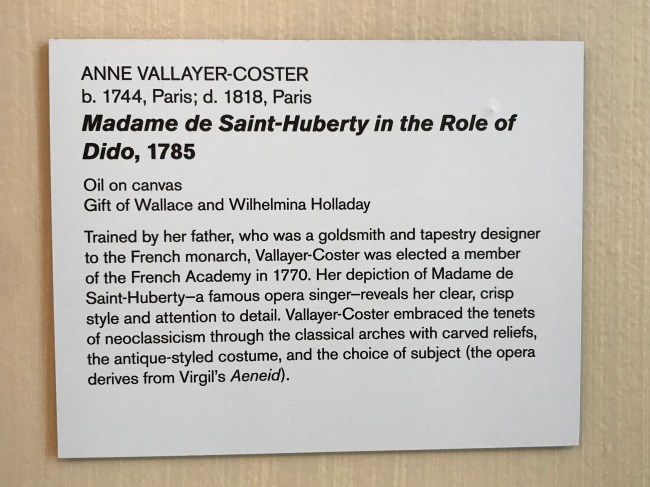 ANNE VALLAYER-COSTER
b. 1744, Paris; d. 1818, Paris
Madame de Saint-Huberty in the Role of
Dido, 1785
Oil on canvas
Gift of Wallace and Wilhelmina Holladay
Trained by her father, who was a goldsmith and tapestry designer
to the French monarch, Vallayer-Coster was elected a member
of the French Academy in 1770. Her depiction of Madame de
Saint-Huberty—a famous opera singer—reveals her clear, crisp
style and attention to detail. Vallayer-Coster embraced the tenets
of neoclassicism through the classical arches with carved reliefs,
the antique-styled costume, and the choice of subject (the opera
derives from Virgil's Aeneid).